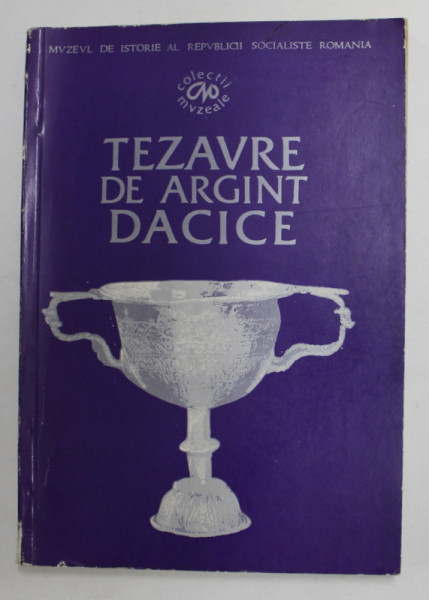 MVZEVL DE ISTORIE AL REPVBLICII SOCIALISTE ROMANIA
colectii
mvzeale
TEZAVRE
DE ARGINT
DACICE